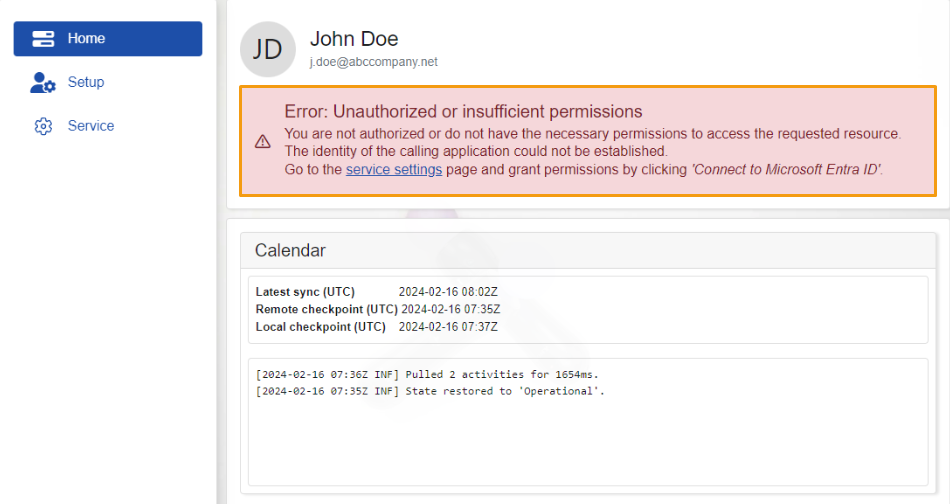 Home
Setup
Service
JD
John Doe
j.doe@abccompany.net
Error: Unauthorized or insufficient permissions
You are not authorized or do not have the necessary permissions to access the requested resource.
The identity of the calling application could not be established.
Go to the service settings page and grant permissions by clicking 'Connect to Microsoft Entra ID'.
Calendar
Latest sync (UTC) 2024-02-16 08:02Z
Remote checkpoint (UTC) 2024-02-16 07:35Z
Local checkpoint (UTC) 2024-02-16 07:37Z
[2024-02-16 07:36Z INF] Pulled 2 activities for 1654ms.
[2024-02-16 07:35Z INF] State restored to 'Operational'.